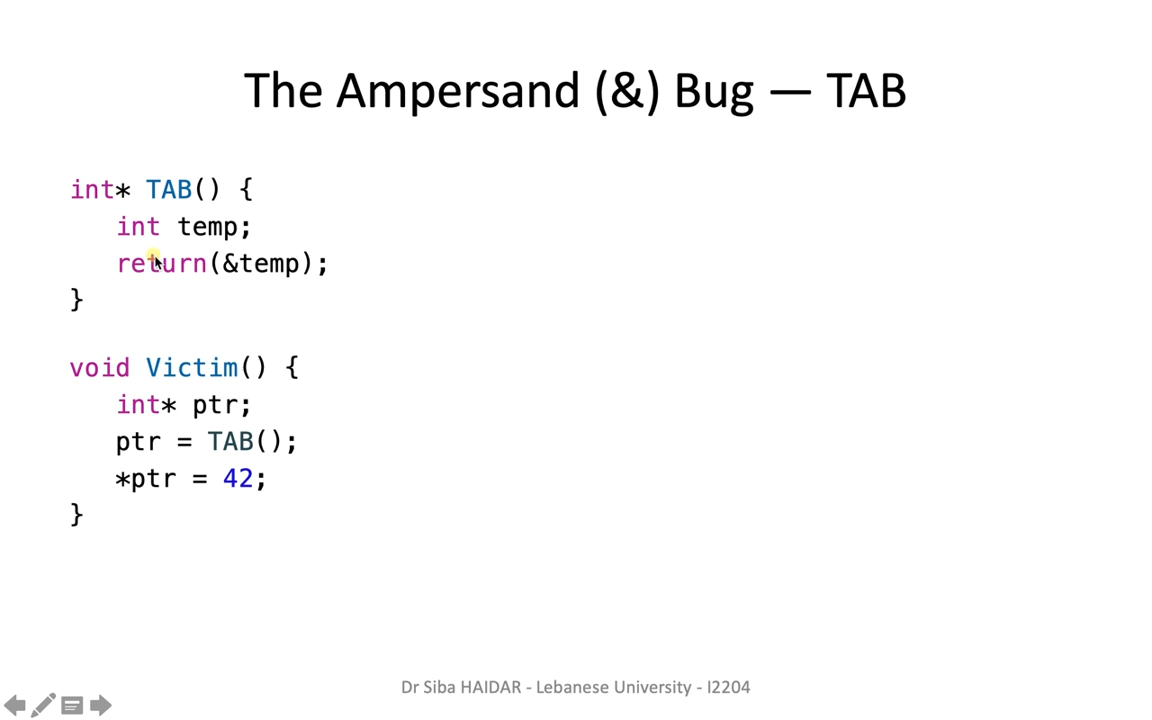 The Ampersand (&) Bug — TAB
int* TAB() {
int temp;
return(&temp);
}
void Victim() {
int* ptr;
ptr = TAB();
*ptr = 42;
}
Dr Siba HAIDAR - Lebanese University - I2204